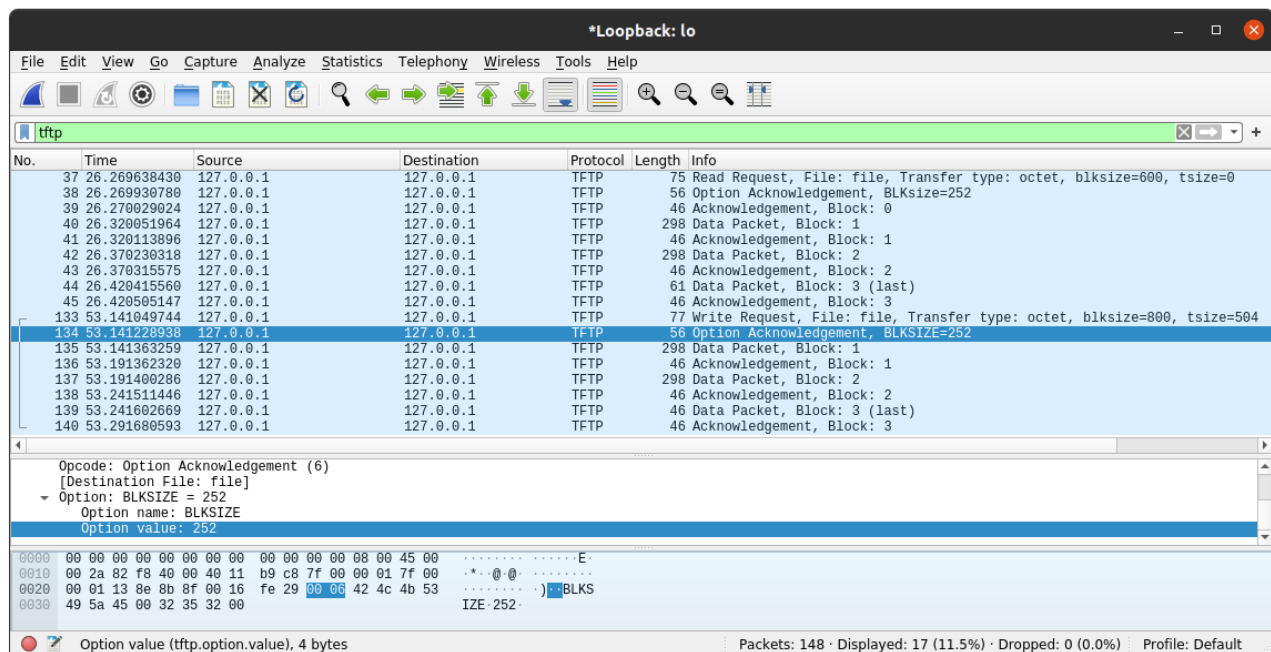 *Loopback: lo
File Edit View Go Capture Analyze Statistics Telephony Wireless Tools Help
tftp
No. Time Source Destination Protocol Length Info
37 26.269638430 127.0.0.1 127.0.0.1 TFTP 75 Read Request, File: file, Transfer type: octet, blksize=600, tsize=0
38 26.269930780 127.0.0.1 127.0.0.1 TFTP 56 Option Acknowledgement, BLKsize=252
39 26.270029024 127.0.0.1 127.0.0.1 TFTP 46 Acknowledgement, Block: 0
40 26.320051964 127.0.0.1 127.0.0.1 TFTP 298 Data Packet, Block: 1
41 26.320113896 127.0.0.1 127.0.0.1 TFTP 46 Acknowledgement, Block: 1
42 26.370230318 127.0.0.1 127.0.0.1 TFTP 298 Data Packet, Block: 2
43 26.370315575 127.0.0.1 127.0.0.1 TFTP 46 Acknowledgement, Block: 2
44 26.420415560 127.0.0.1 127.0.0.1 TFTP 61 Data Packet, Block: 3 (last)
45 26.420505147 127.0.0.1 127.0.0.1 TFTP 46 Acknowledgement, Block: 3
133 53.141049744 127.0.0.1 127.0.0.1 TFTP 77 Write Request, File: file, Transfer type: octet, blksize=800, tsize=504
134 53.141228938 127.0.0.1 127.0.0.1 TFTP 56 Option Acknowledgement, BLKSIZE=252
135 53.141363259 127.0.0.1 127.0.0.1 TFTP 298 Data Packet, Block: 1
136 53.191362320 127.0.0.1 127.0.0.1 TFTP 46 Acknowledgement, Block: 1
137 53.191400286 127.0.0.1 127.0.0.1 TFTP 298 Data Packet, Block: 2
138 53.241511446 127.0.0.1 127.0.0.1 TFTP 46 Acknowledgement, Block: 2
139 53.241602669 127.0.0.1 127.0.0.1 TFTP 46 Data Packet, Block: 3 (last)
140 53.291680593 127.0.0.1 127.0.0.1 TFTP 46 Acknowledgement, Block: 3
Opcode: Option Acknowledgement (6)
[Destination File: file]
Option: BLKSIZE = 252
Option name: BLKSIZE
Option value: 252
0000 00 00 00 00 00 00 00 00 00 00 00 00 08 00 45 00 ········ ······E·
0010 00 2a 82 f8 40 00 40 11 b9 c8 7f 00 00 01 7f 00 ·*··@·@· ········
0020 00 01 13 8e 8b 8f 00 16 fe 29 00 06 42 4c 4b 53 ········ ·)··BLKS
0030 49 5a 45 00 32 35 32 00 IZE·252·
Option value (tftp.option.value), 4 bytes Packets: 148 · Displayed: 17 (11.5%) · Dropped: 0 (0.0%) Profile: Default